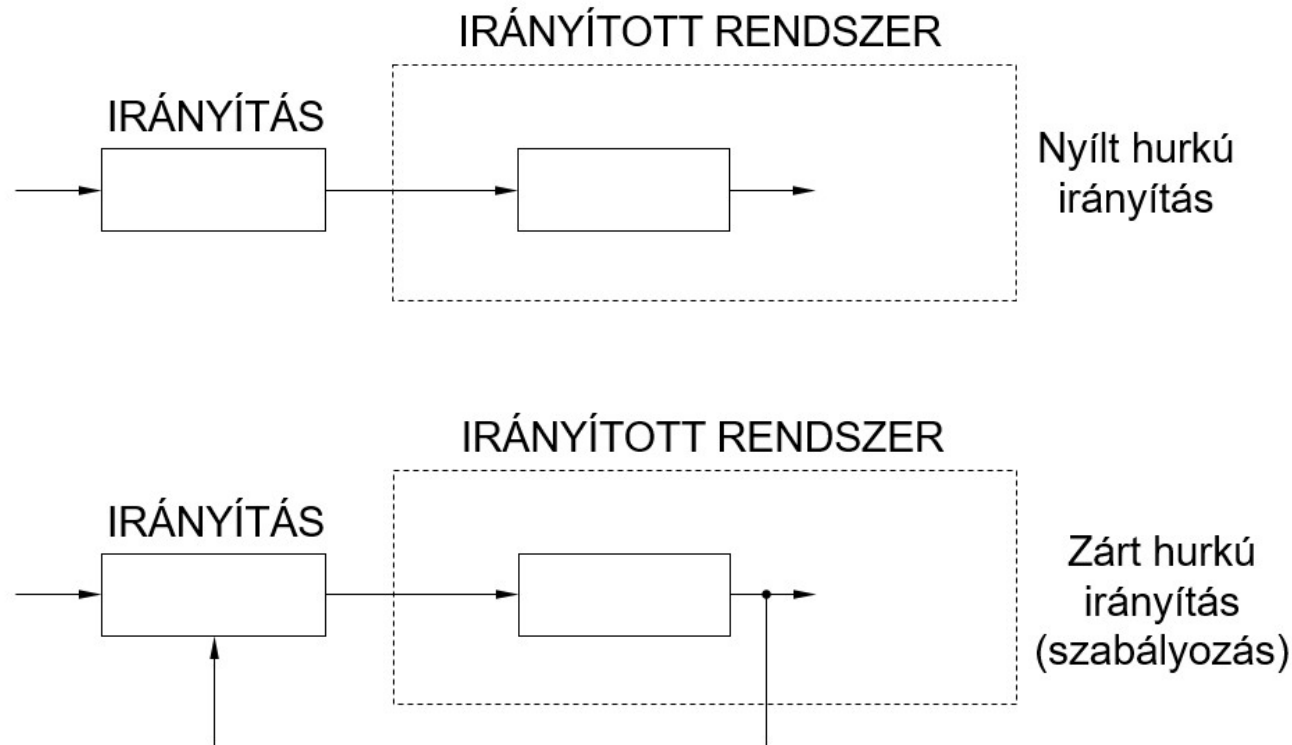 IRÁNYÍTOTT RENDSZER
IRÁNYÍTÁS
Nyílt hurkú
irányítás
IRÁNYÍTOTT RENDSZER
IRÁNYÍTÁS
Zárt hurkú
irányítás
(szabályozás)